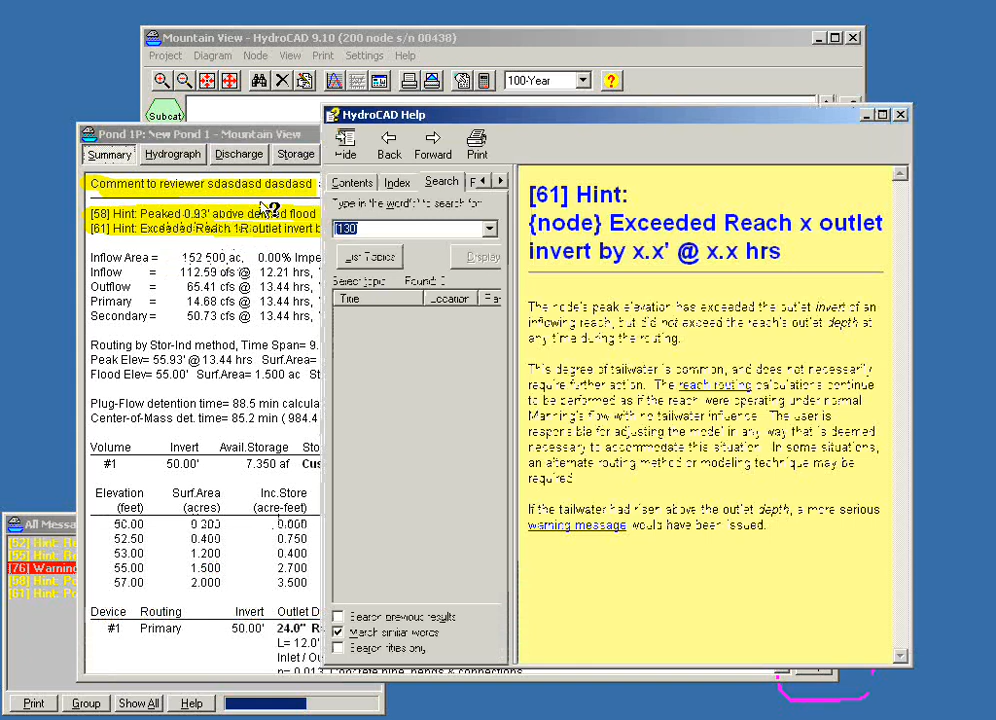 Mountain View - HydroCAD 9.10 (200 node s/n 00438)
Project Diagram Node View Print Settings Help
100-Year
Subcat
Pond 1P: New Pond 1 - Mountain View
Summary Hydrograph Discharge Storage
Comment to reviewer sdasdasd dasdasd
[58] Hint: Peaked 0.93' above defined flood
[61] Hint: Exceeded Reach 1R outlet invert b
Inflow Area = 152.500 ac, 0.00% Impe
Inflow = 112.59 cfs @ 12.21 hrs,
Outflow = 65.41 cfs @ 13.44 hrs,
Primary = 14.68 cfs @ 13.44 hrs,
Secondary = 50.73 cfs @ 13.44 hrs,
Routing by Stor-Ind method, Time Span= 9.
Peak Elev= 55.93' @ 13.44 hrs Surf.Area=
Flood Elev= 55.00' Surf.Area= 1.500 ac St
Plug-Flow detention time= 88.5 min calcula
Center-of-Mass det. time= 85.2 min ( 984.4
Volume Invert Avail.Storage Sto
#1 50.00' 7.350 af Cus
Elevation Surf.Area Inc.Store
(feet) (acres) (acre-feet)
50.00 0.200 0.000
52.50 0.400 0.750
53.00 1.200 0.400
55.00 1.500 2.700
57.00 2.000 3.500
Device Routing Invert Outlet D
#1 Primary 50.00' 24.0" R
L= 12.0'
Inlet / Ou
n= 0.013 Concrete pipe, bends & connections
All Messa
[52] Hint:
[55] Hint:
[76] Warning
[58] Hint:
[61] Hint:
Print Group Show All Help
HydroCAD Help
Hide Back Forward Print
Contents Index Search F
Type in the word(s) to search for:
[130]
List Topics Display
Select topic: Found: 0
Title Location Ra
Search previous results
Match similar words
Search titles only
[61] Hint:
{node} Exceeded Reach x outlet
invert by x.x' @ x.x hrs
The node's peak elevation has exceeded the outlet invert of an
inflowing reach, but did not exceed the reach's outlet depth at
any time during the routing.
This degree of tailwater is common, and does not necessarily
require further action. The reach routing calculations continue
to be performed as if the reach were operating under normal
Manning's flow with no tailwater influence. The user is
responsible for adjusting the model in any way that is deemed
necessary to accommodate this situation. In some situations,
an alternate routing method or modeling technique may be
required.
If the tailwater had risen above the outlet depth, a more serious
warning message would have been issued.